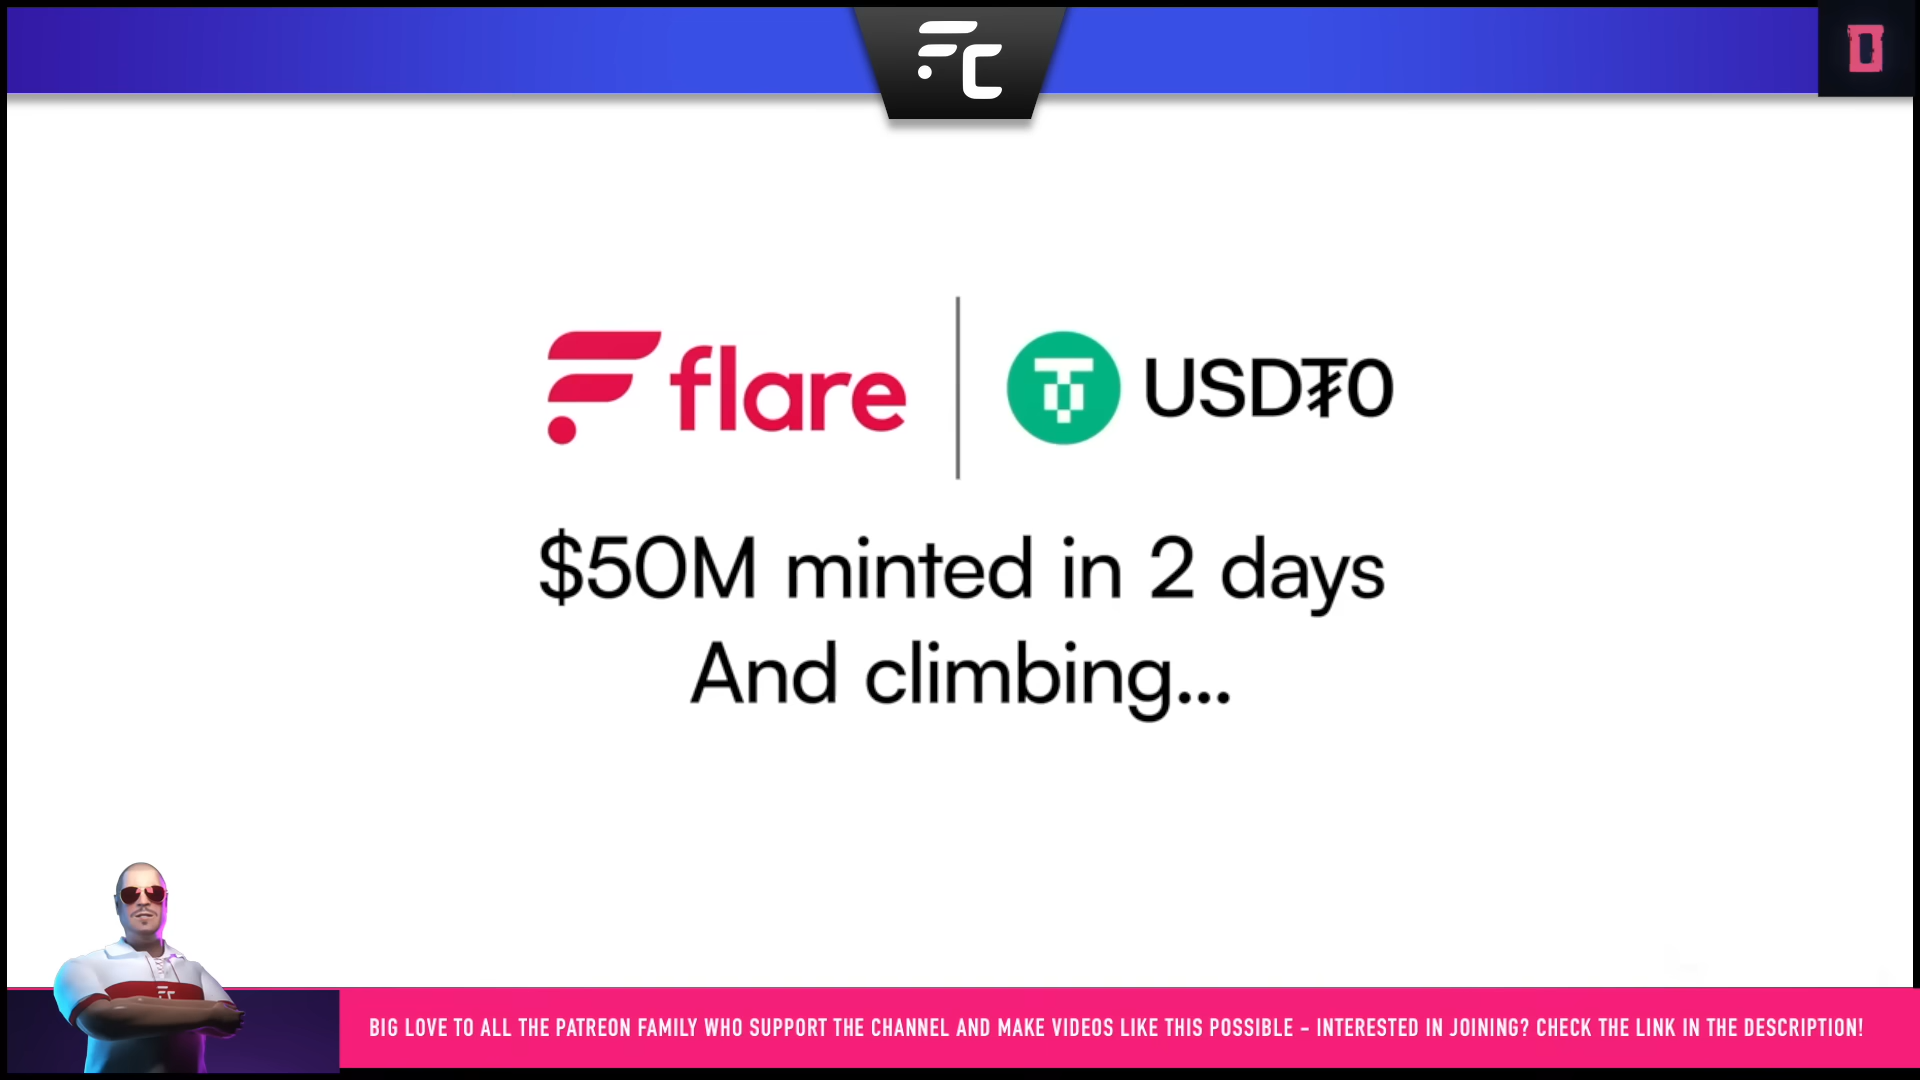 FC
flare
USD₮0
$50M minted in 2 days
And climbing...
BIG LOVE TO ALL THE PATREON FAMILY WHO SUPPORT THE CHANNEL AND MAKE VIDEOS LIKE THIS POSSIBLE – INTERESTED IN JOINING? CHECK THE LINK IN THE DESCRIPTION!